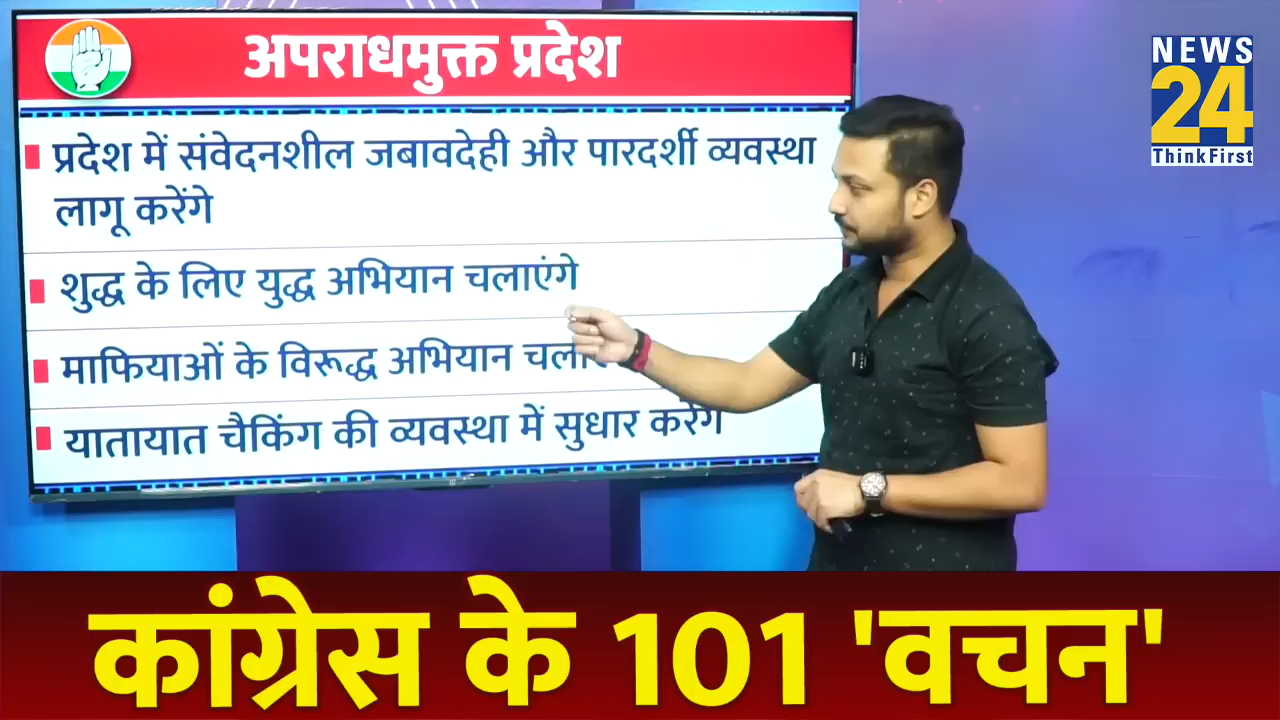 अपराधमुक्त प्रदेश
प्रदेश में संवेदनशील जबावदेही और पारदर्शी व्यवस्था
लागू करेंगे
शुद्ध के लिए युद्ध अभियान चलाएंगे
माफियाओं के विरूद्ध अभियान
यातायात चैकिंग की व्यवस्था में सुधार करेंगे
NEWS
24
ThinkFirst
कांग्रेस के 101 'वचन'